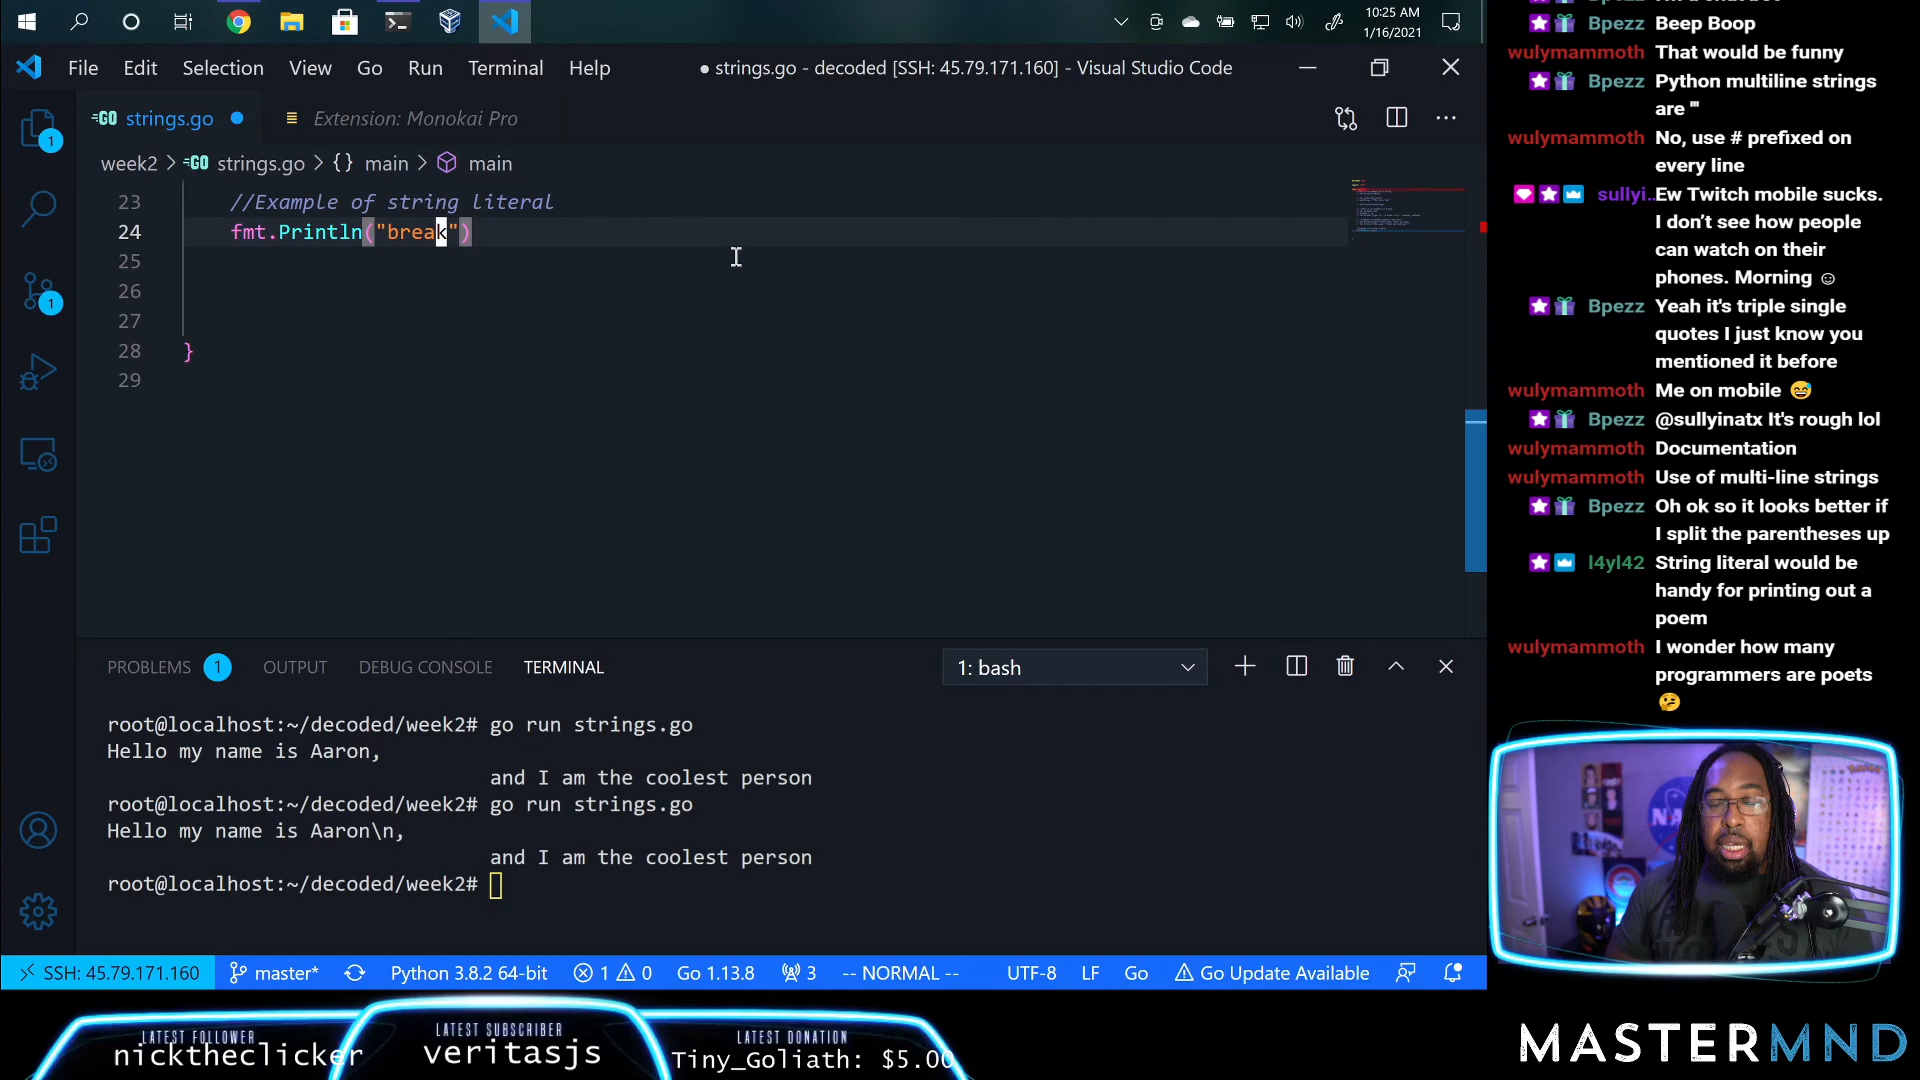 10:25 AM
1/16/2021
File Edit Selection View Go Run Terminal Help
● strings.go - decoded [SSH: 45.79.171.160] - Visual Studio Code
GO strings.go ●
Extension: Monokai Pro
week2 > GO strings.go > {} main > main
23 //Example of string literal
24 fmt.Println("break")
25
26
27
28 }
29
1
1
PROBLEMS 1 OUTPUT DEBUG CONSOLE TERMINAL
1: bash
root@localhost:~/decoded/week2# go run strings.go
Hello my name is Aaron,
and I am the coolest person
root@localhost:~/decoded/week2# go run strings.go
Hello my name is Aaron\n,
and I am the coolest person
root@localhost:~/decoded/week2#
SSH: 45.79.171.160 master* Python 3.8.2 64-bit 1 0 Go 1.13.8 3 -- NORMAL -- UTF-8 LF Go Go Update Available
Bpezz Beep Boop
wulymammoth That would be funny
Bpezz Python multiline strings
are '''
wulymammoth No, use # prefixed on
every line
sullyi.. Ew Twitch mobile sucks.
I don't see how people
can watch on their
phones. Morning ☺
Bpezz Yeah it's triple single
quotes I just know you
mentioned it before
wulymammoth Me on mobile 😅
Bpezz @sullyinatx It's rough lol
wulymammoth Documentation
wulymammoth Use of multi-line strings
Bpezz Oh ok so it looks better if
I split the parentheses up
l4yl42 String literal would be
handy for printing out a
poem
wulymammoth I wonder how many
programmers are poets
🤔
NASA
LATEST FOLLOWER
nicktheclicker
LATEST SUBSCRIBER
veritasjs
LATEST DONATION
Tiny_Goliath: $5.00
MASTERMND